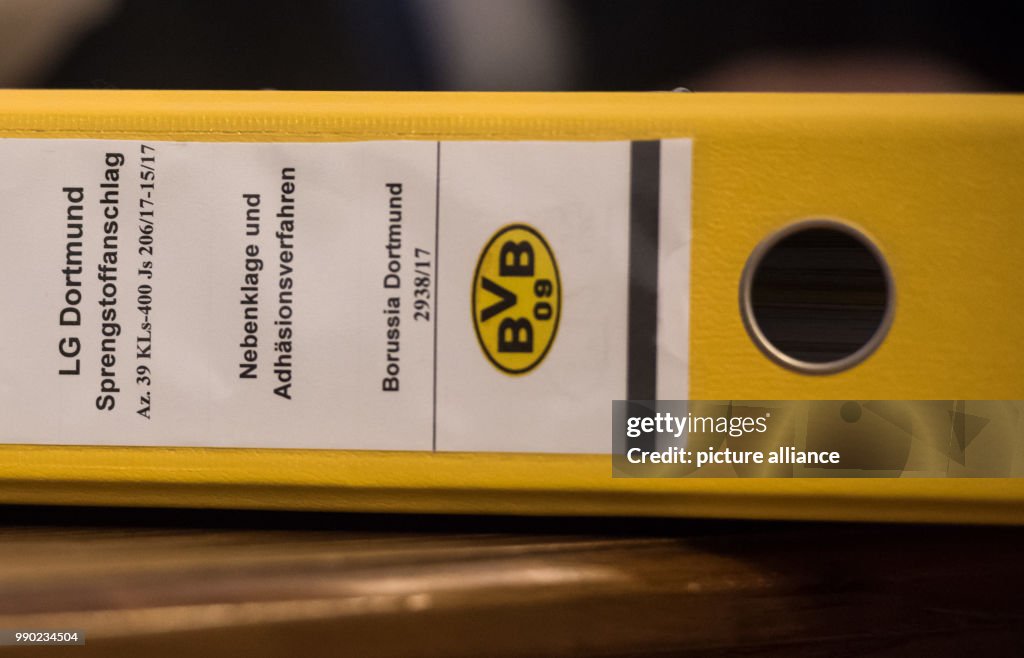 LG Dortmund
Sprengstoffanschlag
Az. 39 KLs-400 Js 206/17-15/17
Nebenklage und
Adhäsionsverfahren
Borussia Dortmund
2938/17
BVB
09
gettyimages®
Credit: picture alliance
990234504